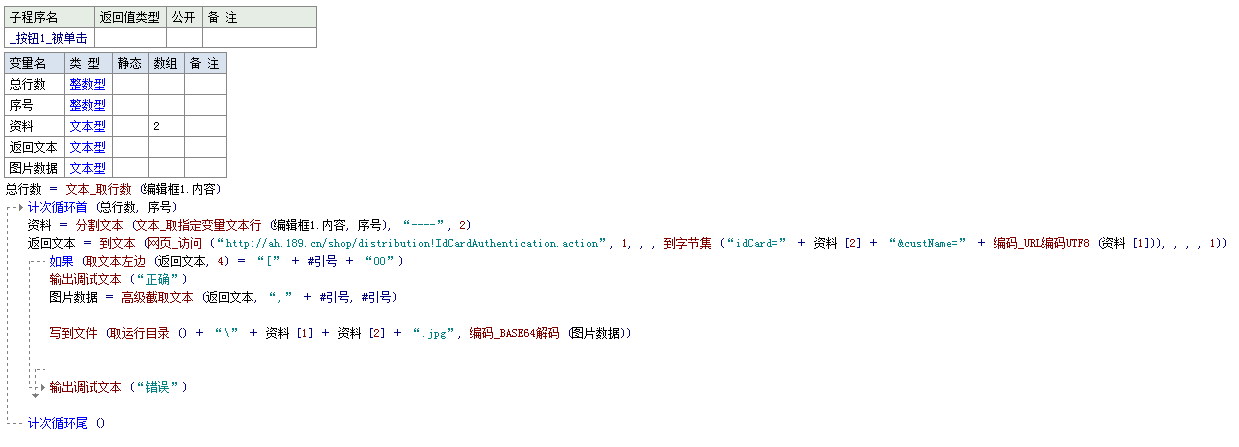 子程序名 返回值类型 公开 备 注
_按钮1_被单击
变量名 类 型 静态 数组 备 注
总行数 整数型
序号 整数型
资料 文本型 2
返回文本 文本型
图片数据 文本型
总行数 = 文本_取行数 (编辑框1.内容)
计次循环首 (总行数, 序号)
资料 = 分割文本 (文本_取指定变量文本行 (编辑框1.内容, 序号), “----”, 2)
返回文本 = 到文本 (网页_访问 (“http://ah.189.cn/shop/distribution!IdCardAuthentication.action”, 1, , , 到字节集 (“idCard=” + 资料 [2] + “&custName=” + 编码_URL编码UTF8 (资料 [1])), , , , 1))
如果 (取文本左边 (返回文本, 4) = “[” + #引号 + “00”)
输出调试文本 (“正确”)
图片数据 = 高级截取文本 (返回文本, “,” + #引号, #引号)
写到文件 (取运行目录 () + “\” + 资料 [1] + 资料 [2] + “.jpg”, 编码_BASE64解码 (图片数据))
输出调试文本 (“错误”)
计次循环尾 ()